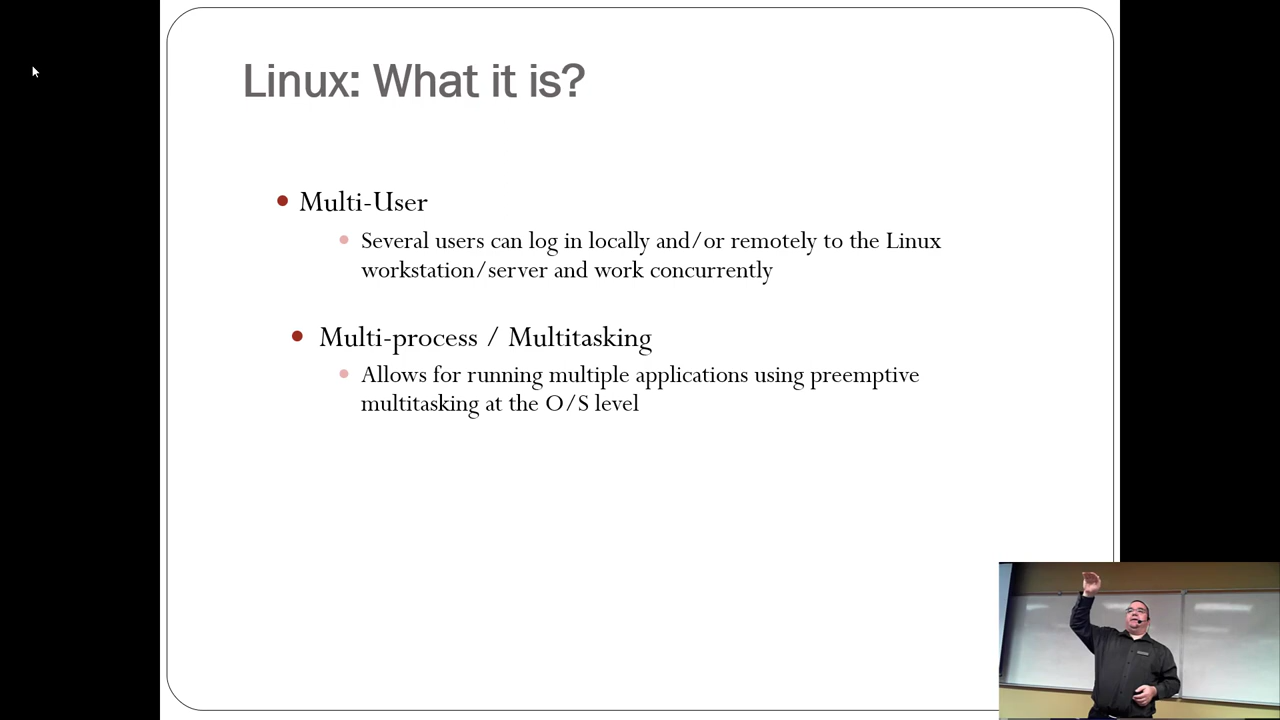 Linux: What it is?
Multi-User
Several users can log in locally and/or remotely to the Linux
workstation/server and work concurrently
Multi-process / Multitasking
Allows for running multiple applications using preemptive
multitasking at the O/S level